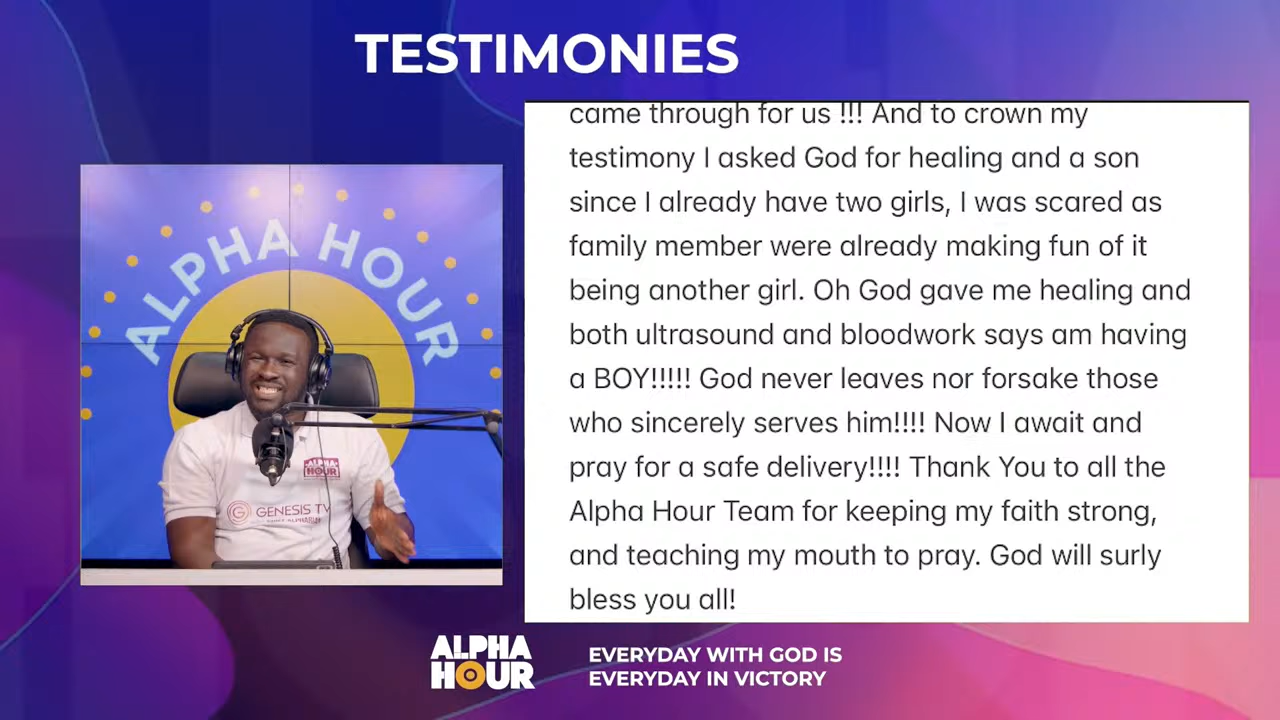 TESTIMONIES
came through for us !!! And to crown my
testimony I asked God for healing and a son
since I already have two girls, I was scared as
family member were already making fun of it
being another girl. Oh God gave me healing and
both ultrasound and bloodwork says am having
a BOY!!!!! God never leaves nor forsake those
who sincerely serves him!!!! Now I await and
pray for a safe delivery!!!! Thank You to all the
Alpha Hour Team for keeping my faith strong,
and teaching my mouth to pray. God will surly
bless you all!
ALPHA HOUR
ALPHA
HOUR
GENESIS TV
ALPHA
HOUR
EVERYDAY WITH GOD IS
EVERYDAY IN VICTORY